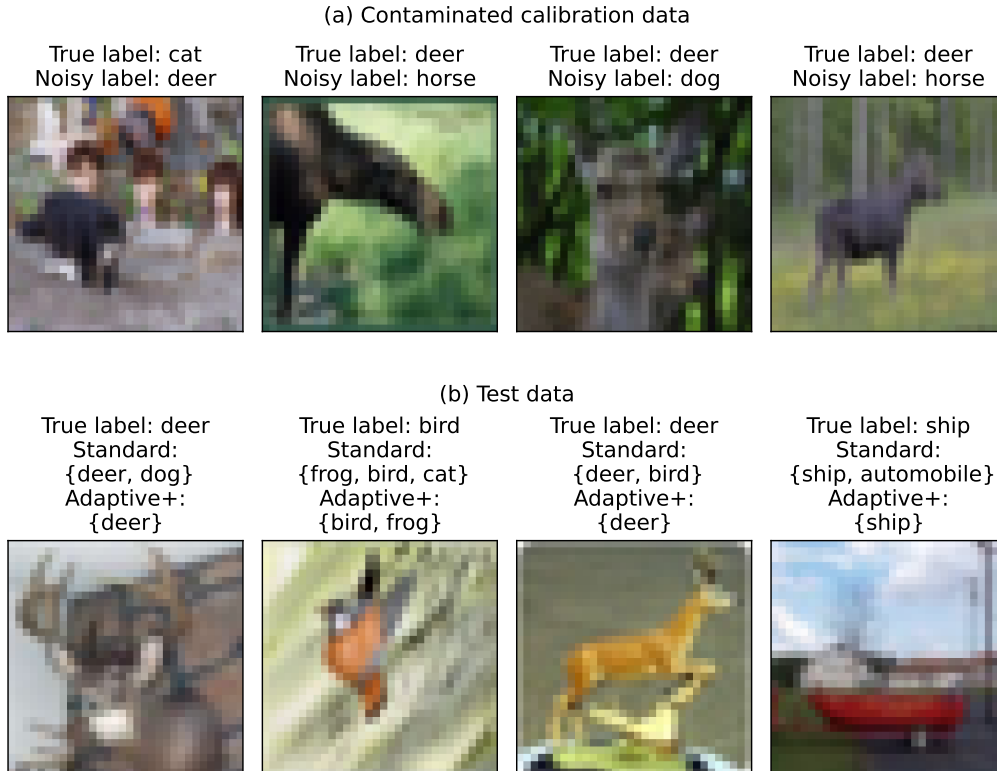 (a) Contaminated calibration data
True label: cat
Noisy label: deer
True label: deer
Noisy label: horse
True label: deer
Noisy label: dog
True label: deer
Noisy label: horse
(b) Test data
True label: deer
Standard:
{deer, dog}
Adaptive+:
{deer}
True label: bird
Standard:
{frog, bird, cat}
Adaptive+:
{bird, frog}
True label: deer
Standard:
{deer, bird}
Adaptive+:
{deer}
True label: ship
Standard:
{ship, automobile}
Adaptive+:
{ship}